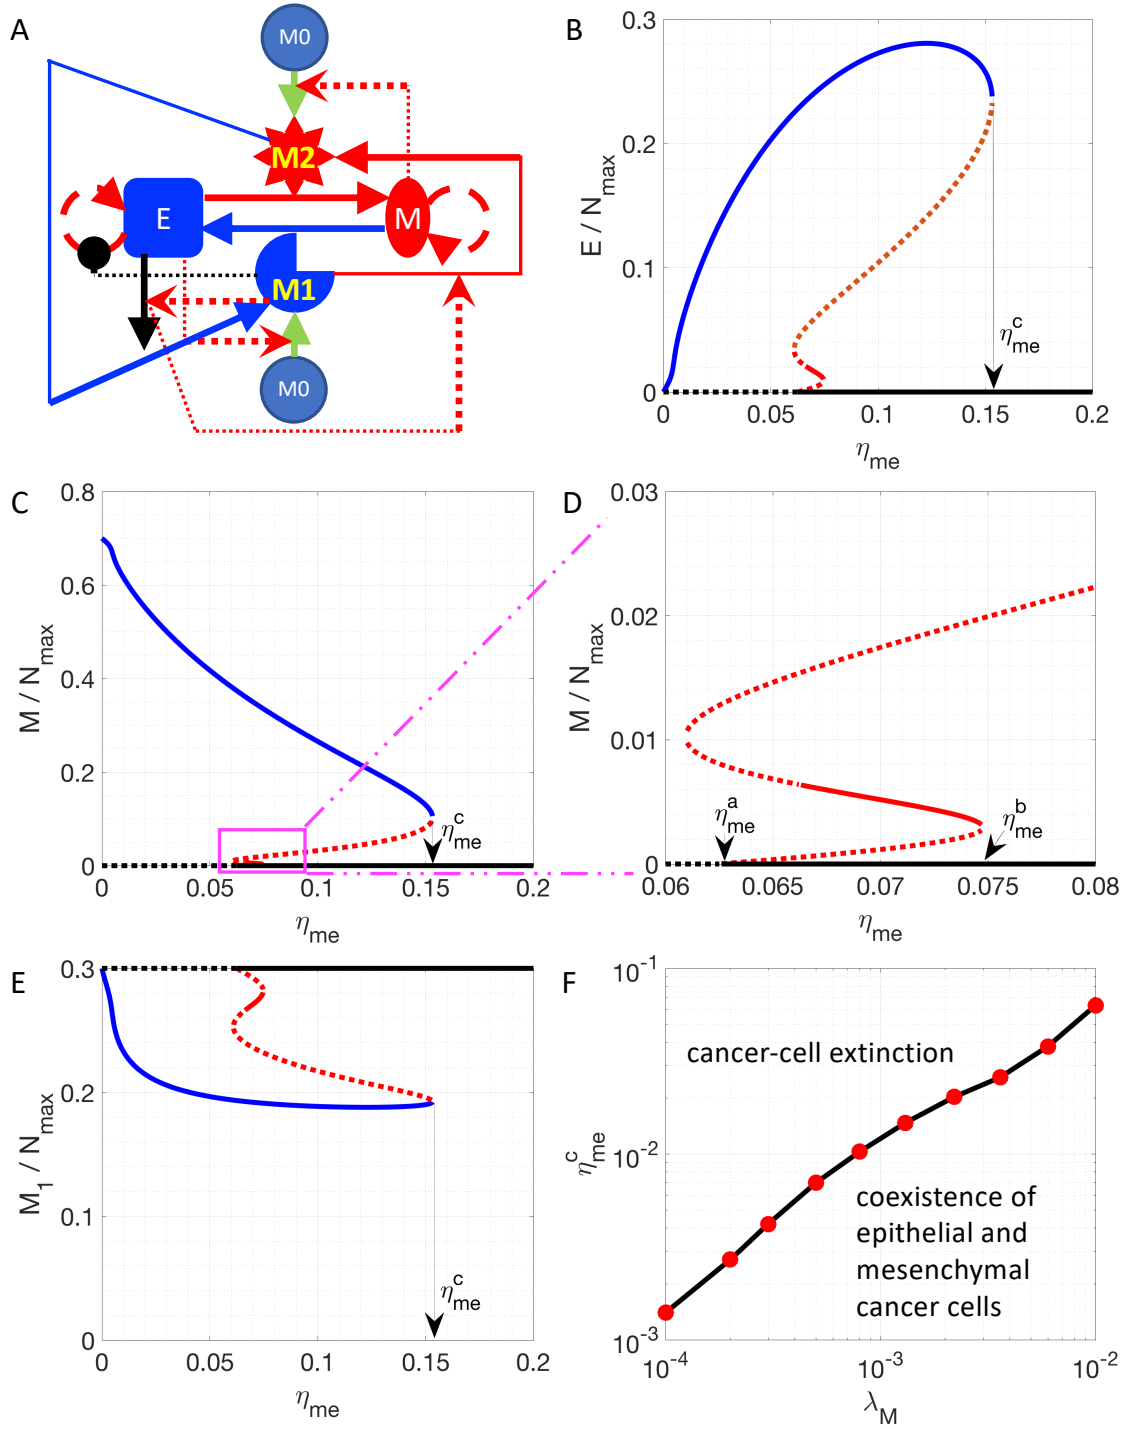 A
M0
M2
E
M
M1
M0
B
E / N_max
0.3
0.2
0.1
0
η_me^c
0
0.05
0.1
0.15
0.2
η_me
C
M / N_max
0.8
0.6
0.4
0.2
0
η_me^c
0
0.05
0.1
0.15
0.2
η_me
D
M / N_max
0.03
0.02
0.01
0
η_me^a
η_me^b
0.06
0.065
0.07
0.075
0.08
η_me
E
M_1 / N_max
0.3
0.2
0.1
0
η_me^c
0
0.05
0.1
0.15
0.2
η_me
F
η_me^c
10^-1
10^-2
10^-3
cancer-cell extinction
coexistence of
epithelial and
mesenchymal
cancer cells
10^-4
10^-3
10^-2
λ_M